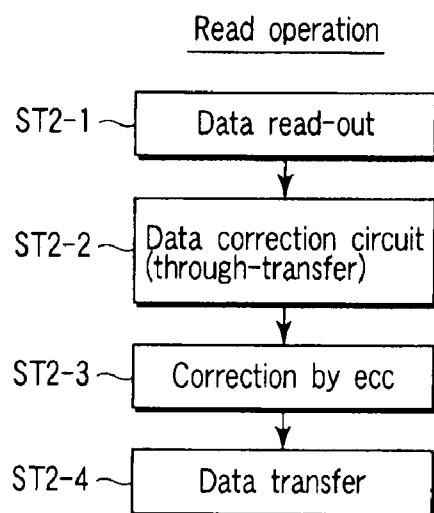 Read operation
ST2-1
Data read-out
ST2-2
Data correction circuit
(through-transfer)
ST2-3
Correction by ecc
ST2-4
Data transfer